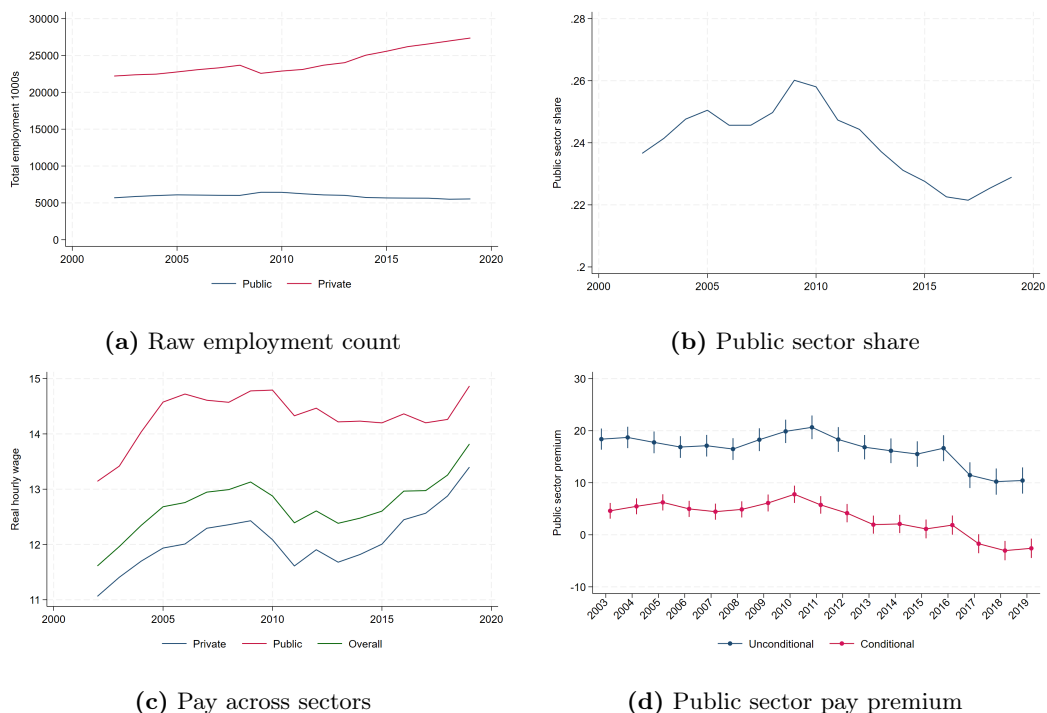 30000
25000
20000
15000
10000
5000
0
Total employment 1000s
2000 2005 2010 2015 2020
Public Private
(a) Raw employment count
.28
.26
.24
.22
.2
Public sector share
2000 2005 2010 2015 2020
(b) Public sector share
15
14
13
12
11
Real hourly wage
2000 2005 2010 2015 2020
Private Public Overall
(c) Pay across sectors
30
20
10
0
-10
Public sector premium
2003 2004 2005 2006 2007 2008 2009 2010 2011 2012 2013 2014 2015 2016 2017 2018 2019
Unconditional Conditional
(d) Public sector pay premium